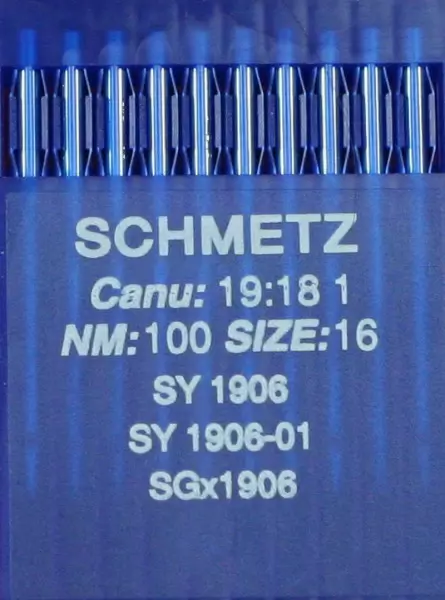 SCHMETZ
Canu: 19:18 1
NM:100 SIZE:16
SY 1906
SY 1906-01
SGx1906